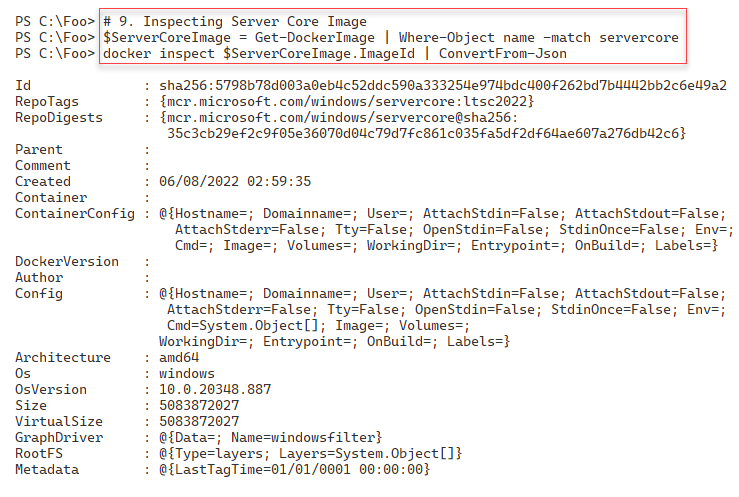 PS C:\Foo> # 9. Inspecting Server Core Image
PS C:\Foo> $ServerCoreImage = Get-DockerImage | Where-Object name -match servercore
PS C:\Foo> docker inspect $ServerCoreImage.ImageId | ConvertFrom-Json
Id : sha256:5798b78d003a0eb4c52ddc590a333254e974bdc400f262bd7b4442bb2c6e49a2
RepoTags : {mcr.microsoft.com/windows/servercore:ltsc2022}
RepoDigests : {mcr.microsoft.com/windows/servercore@sha256:
35c3cb29ef2c9f05e36070d04c79d7fc861c035fa5df2df64ae607a276db42c6}
Parent :
Comment :
Created : 06/08/2022 02:59:35
Container :
ContainerConfig : @{Hostname=; Domainname=; User=; AttachStdin=False; AttachStdout=False;
AttachStderr=False; Tty=False; OpenStdin=False; StdinOnce=False; Env=;
Cmd=; Image=; Volumes=; WorkingDir=; Entrypoint=; OnBuild=; Labels=}
DockerVersion :
Author :
Config : @{Hostname=; Domainname=; User=; AttachStdin=False; AttachStdout=False;
AttachStderr=False; Tty=False; OpenStdin=False; StdinOnce=False; Env=;
Cmd=System.Object[]; Image=; Volumes=;
WorkingDir=; Entrypoint=; OnBuild=; Labels=}
Architecture : amd64
Os : windows
OsVersion : 10.0.20348.887
Size : 5083872027
VirtualSize : 5083872027
GraphDriver : @{Data=; Name=windowsfilter}
RootFS : @{Type=layers; Layers=System.Object[]}
Metadata : @{LastTagTime=01/01/0001 00:00:00}